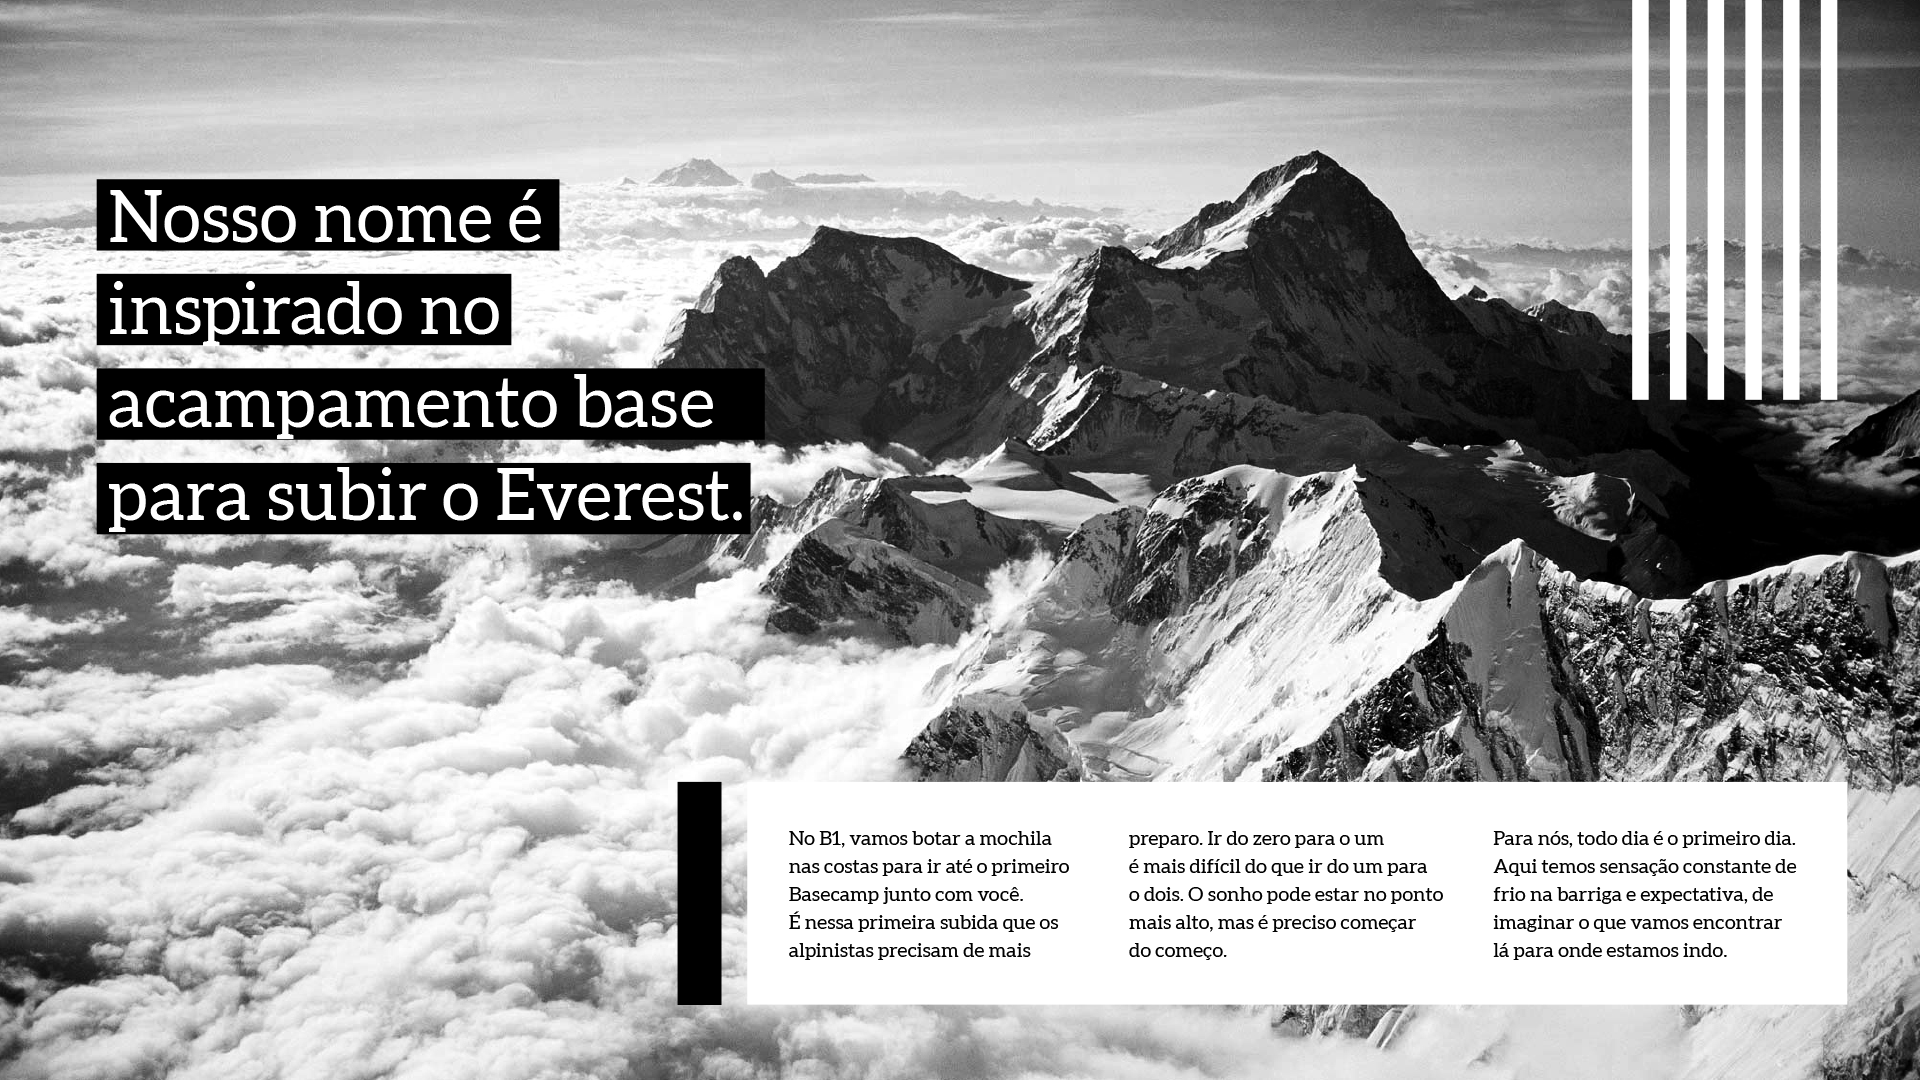 Nosso nome é
inspirado no
acampamento base
para subir o Everest.
No B1, vamos botar a mochila
nas costas para ir até o primeiro
Basecamp junto com você.
É nessa primeira subida que os
alpinistas precisam de mais
preparo. Ir do zero para o um
é mais difícil do que ir do um para
o dois. O sonho pode estar no ponto
mais alto, mas é preciso começar
do começo.
Para nós, todo dia é o primeiro dia.
Aqui temos sensação constante de
frio na barriga e expectativa, de
imaginar o que vamos encontrar
lá para onde estamos indo.